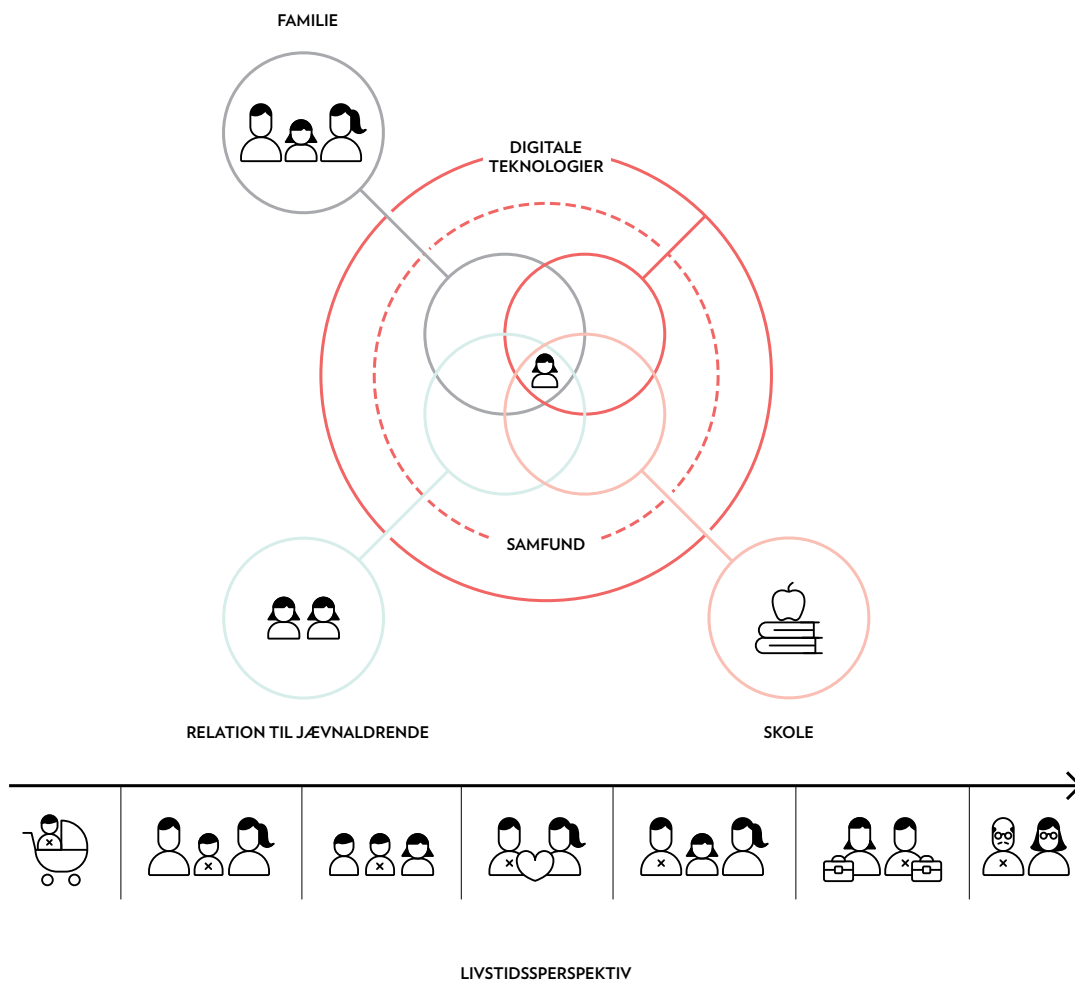 FAMILIE
DIGITALE
TEKNOLOGIER
SAMFUND
RELATION TIL JÆVNALDRENDE
SKOLE
LIVSTIDSSPERSPEKTIV